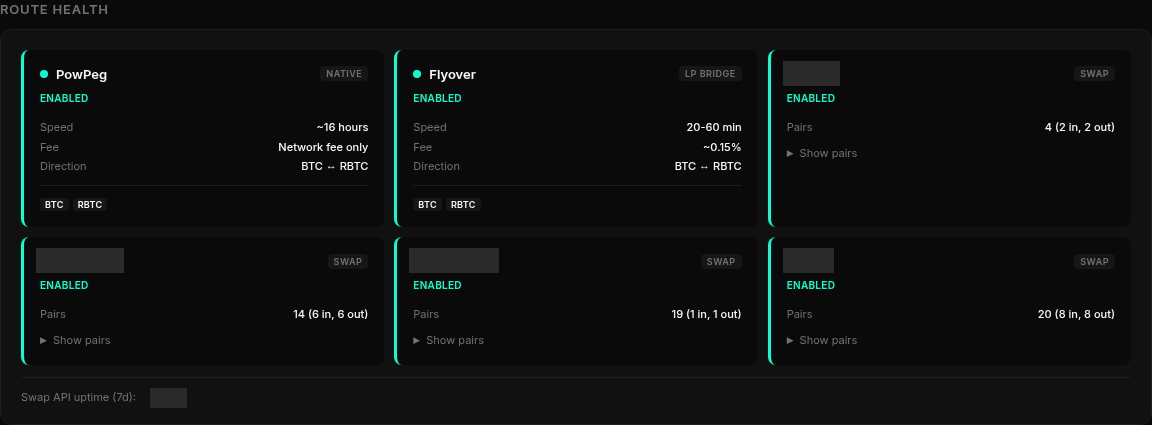 ROUTE HEALTH
PowPeg
NATIVE
ENABLED
Speed ~16 hours
Fee Network fee only
Direction BTC ↔ RBTC
BTC RBTC
Flyover
LP BRIDGE
ENABLED
Speed 20-60 min
Fee ~0.15%
Direction BTC ↔ RBTC
BTC RBTC
SWAP
ENABLED
Pairs 4 (2 in, 2 out)
▶ Show pairs
SWAP
ENABLED
Pairs 14 (6 in, 6 out)
▶ Show pairs
SWAP
ENABLED
Pairs 19 (1 in, 1 out)
▶ Show pairs
SWAP
ENABLED
Pairs 20 (8 in, 8 out)
▶ Show pairs
Swap API uptime (7d):